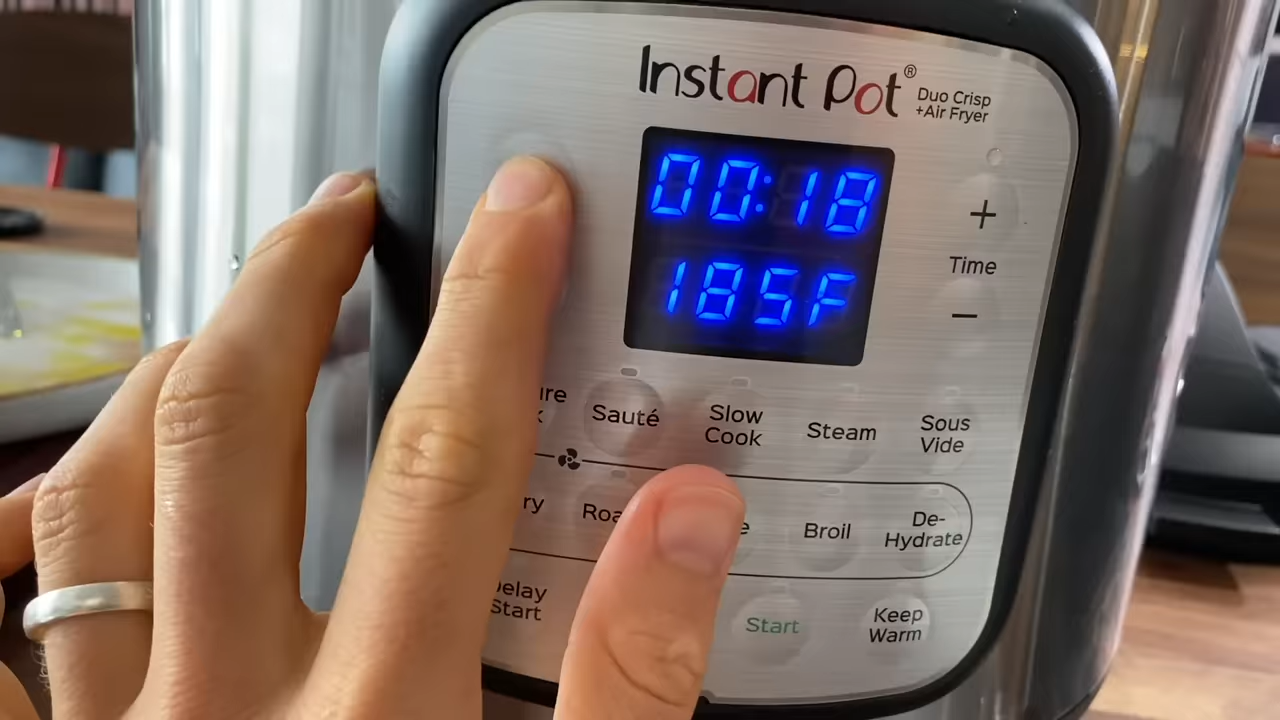 Instant Pot®
Duo Crisp
+Air Fryer
00:18
185F
+
Time
−
Sauté
Slow
Cook
Steam
Sous
Vide
Broil
De-
Hydrate
Start
Start
Keep
Warm